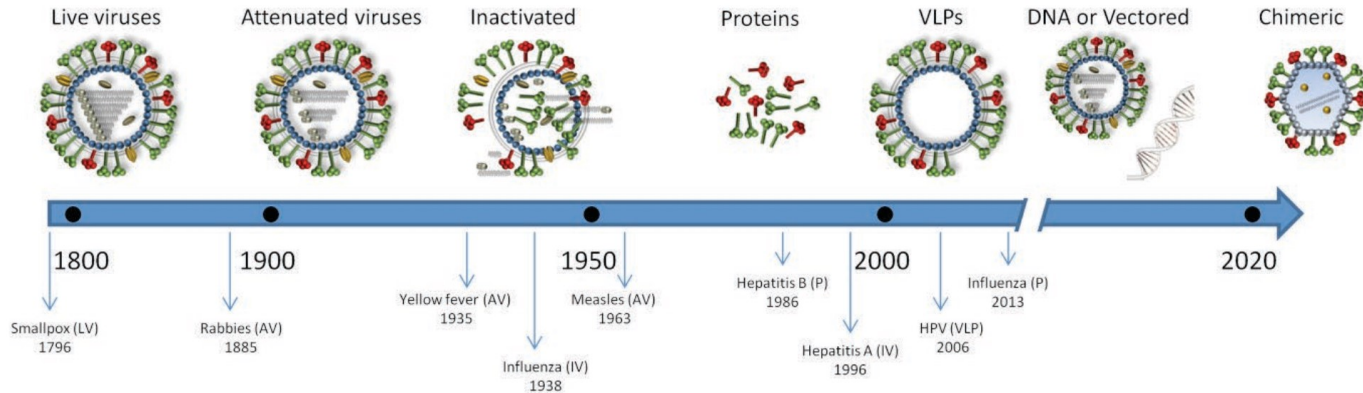 Live viruses
Attenuated viruses
Inactivated
Proteins
VLPs
DNA or Vectored
Chimeric
1800
1900
1950
2000
2020
Smallpox (LV)
1796
Rabbies (AV)
1885
Yellow fever (AV)
1935
Influenza (IV)
1938
Measles (AV)
1963
Hepatitis B (P)
1986
Hepatitis A (IV)
1996
HPV (VLP)
2006
Influenza (P)
2013